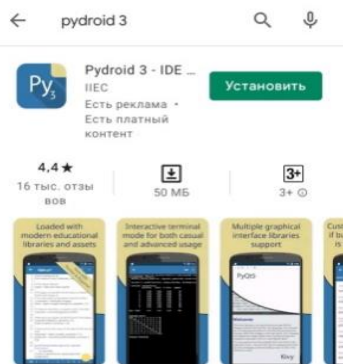 pydroid 3
Pydroid 3 - IDE ...
IIEC
Есть реклама •
Есть платный
контент
Установить
4,4★
16 тыс. отзы
вов
50 МБ
3+
3+
Loaded with
modern educational
libraries and assets
Interactive terminal
mode for both casual
and advanced usage
Multiple graphical
interface libraries
support
PyQt5
Kivy